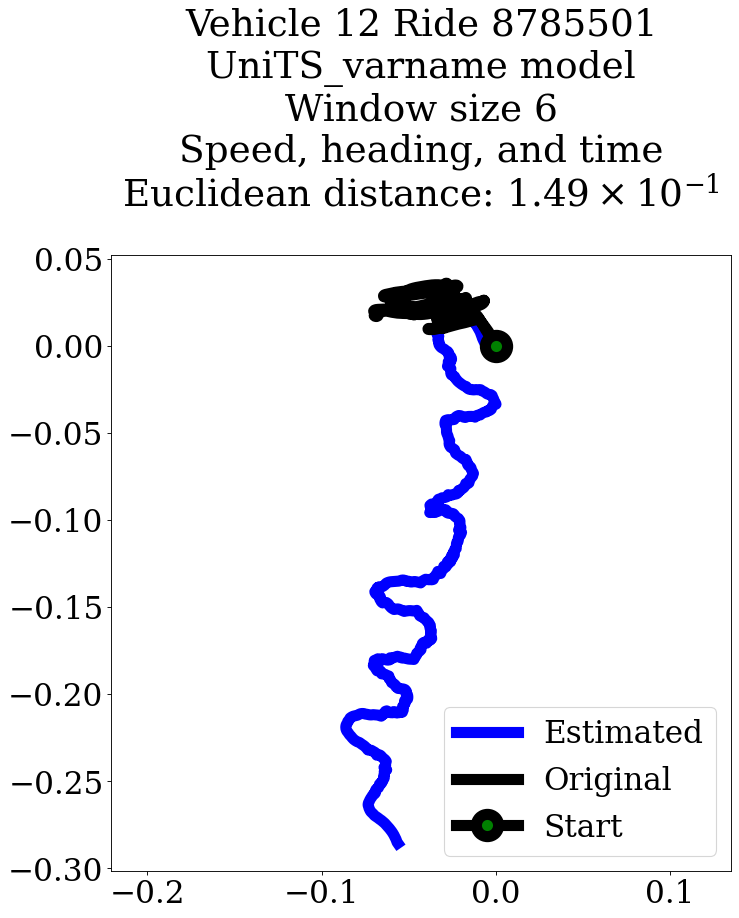 Vehicle 12 Ride 8785501
UniTS_varname model
Window size 6
Speed, heading, and time
Euclidean distance: 1.49 × 10⁻¹
0.05
0.00
−0.05
−0.10
−0.15
−0.20
−0.25
−0.30
−0.2 −0.1 0.0 0.1
Estimated
Original
Start